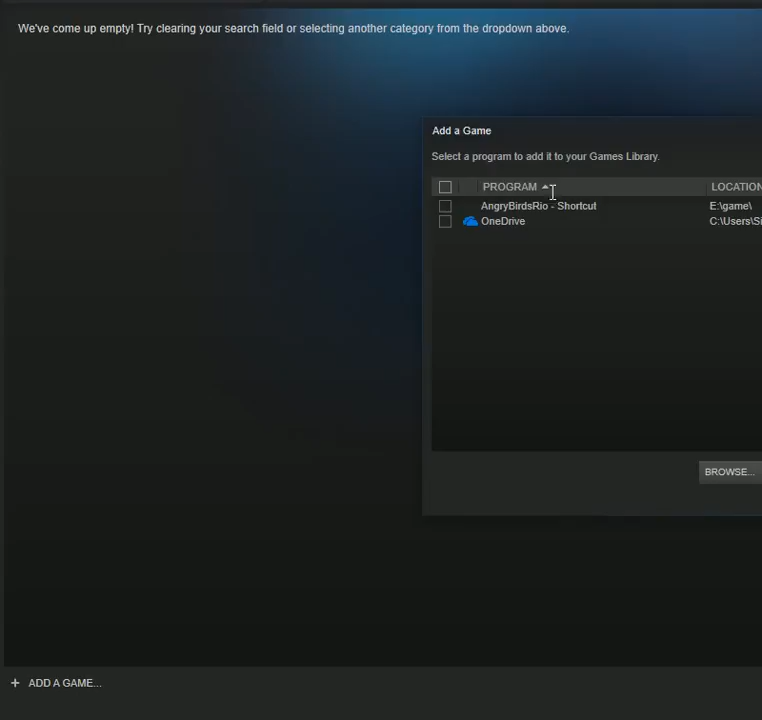 We've come up empty! Try clearing your search field or selecting another category from the dropdown above.
Add a Game
Select a program to add it to your Games Library.
PROGRAM LOCATION
AngryBirdsRio - Shortcut E:\game\
OneDrive C:\Users\Si
BROWSE...
+ ADD A GAME...